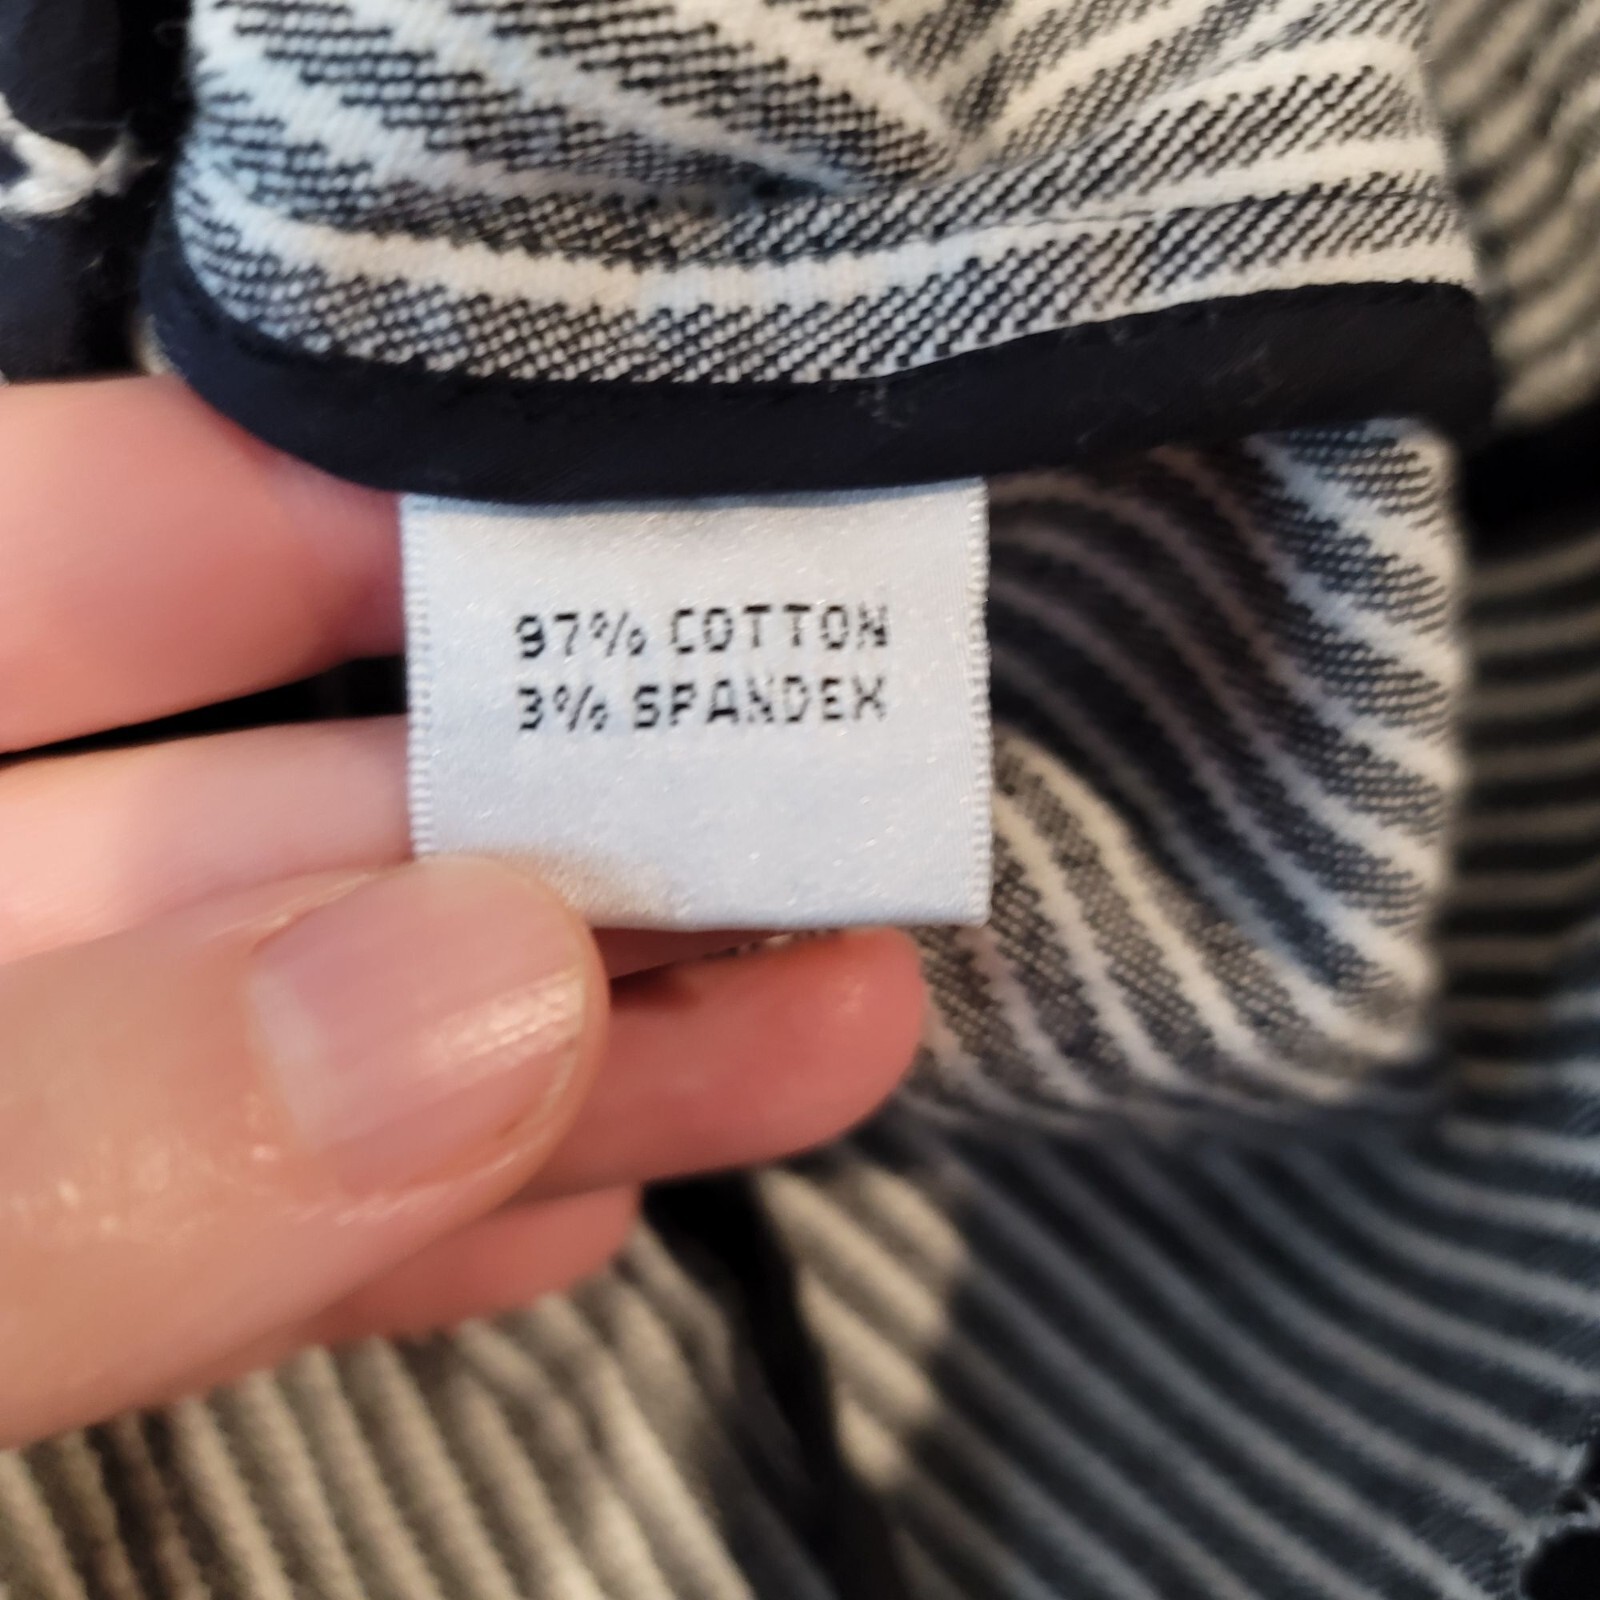 97% COTTON
3% SPANDEX